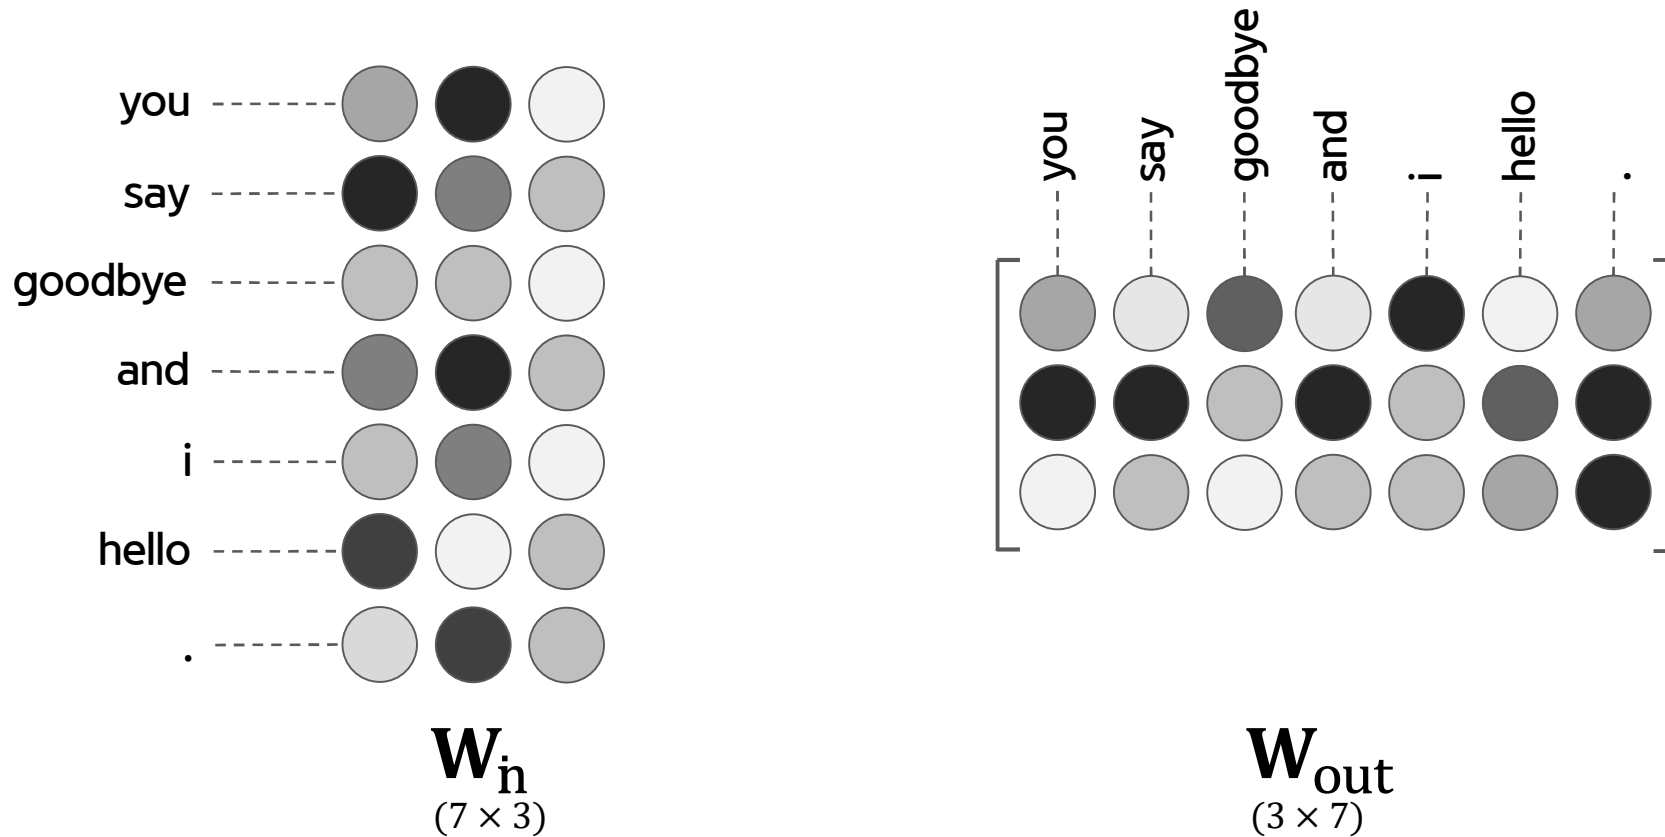 you
say
goodbye
and
i
hello
.
W_in
(7 × 3)
you
say
goodbye
and
i
hello
.
W_out
(3 × 7)